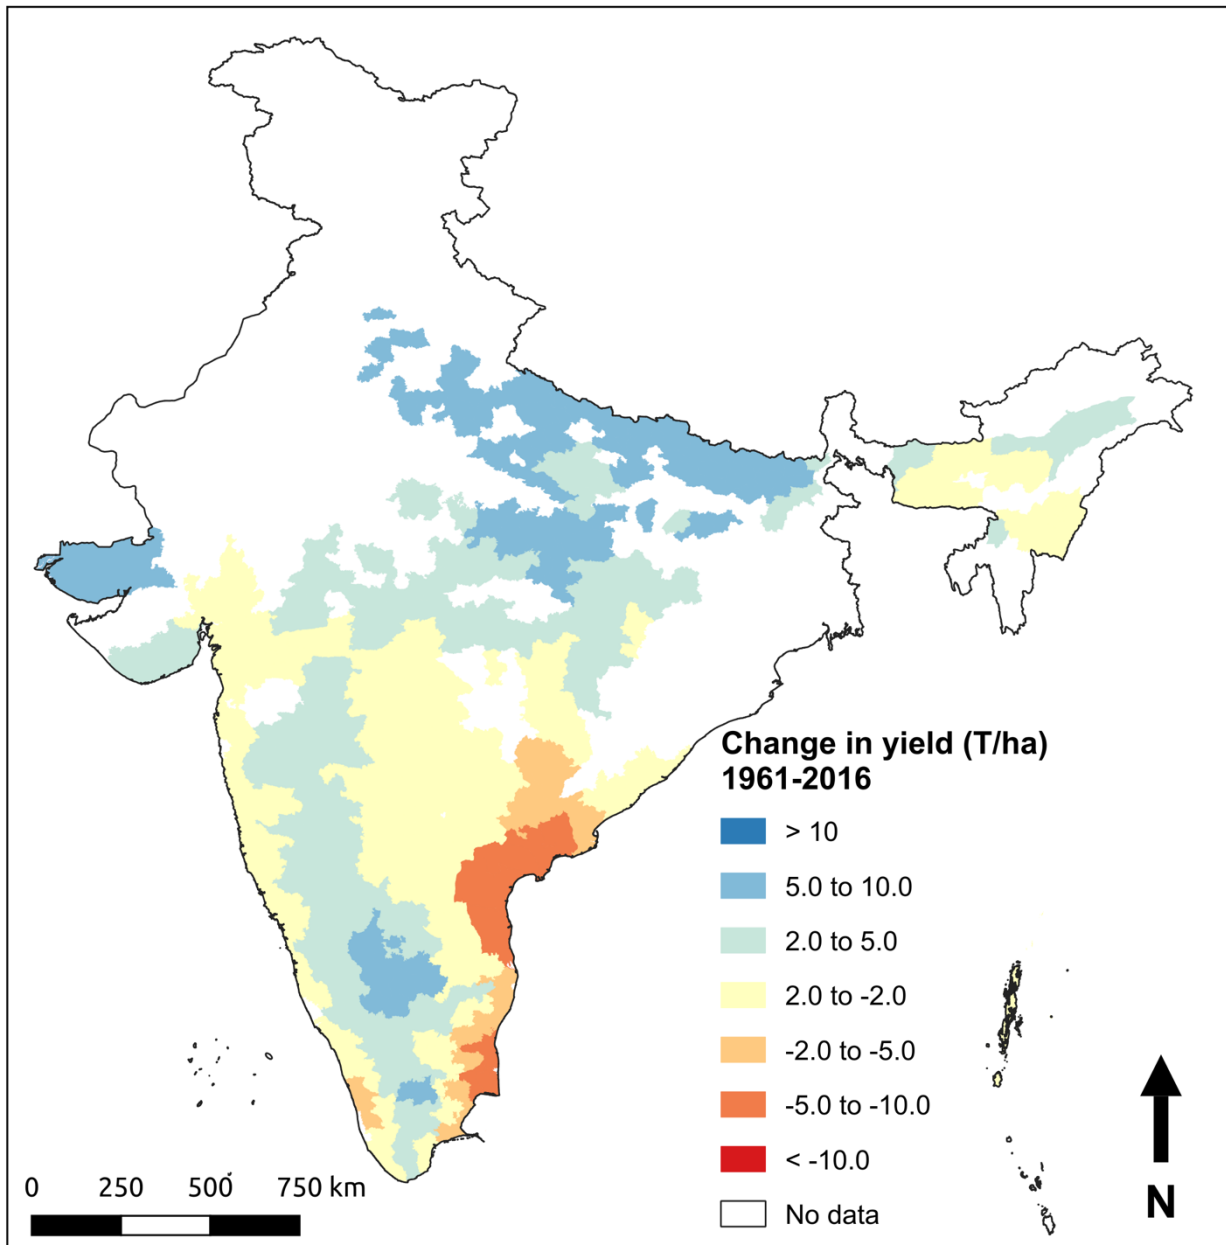 Change in yield (T/ha)
1961-2016
> 10
5.0 to 10.0
2.0 to 5.0
2.0 to -2.0
-2.0 to -5.0
-5.0 to -10.0
< -10.0
No data
0 250 500 750 km
N